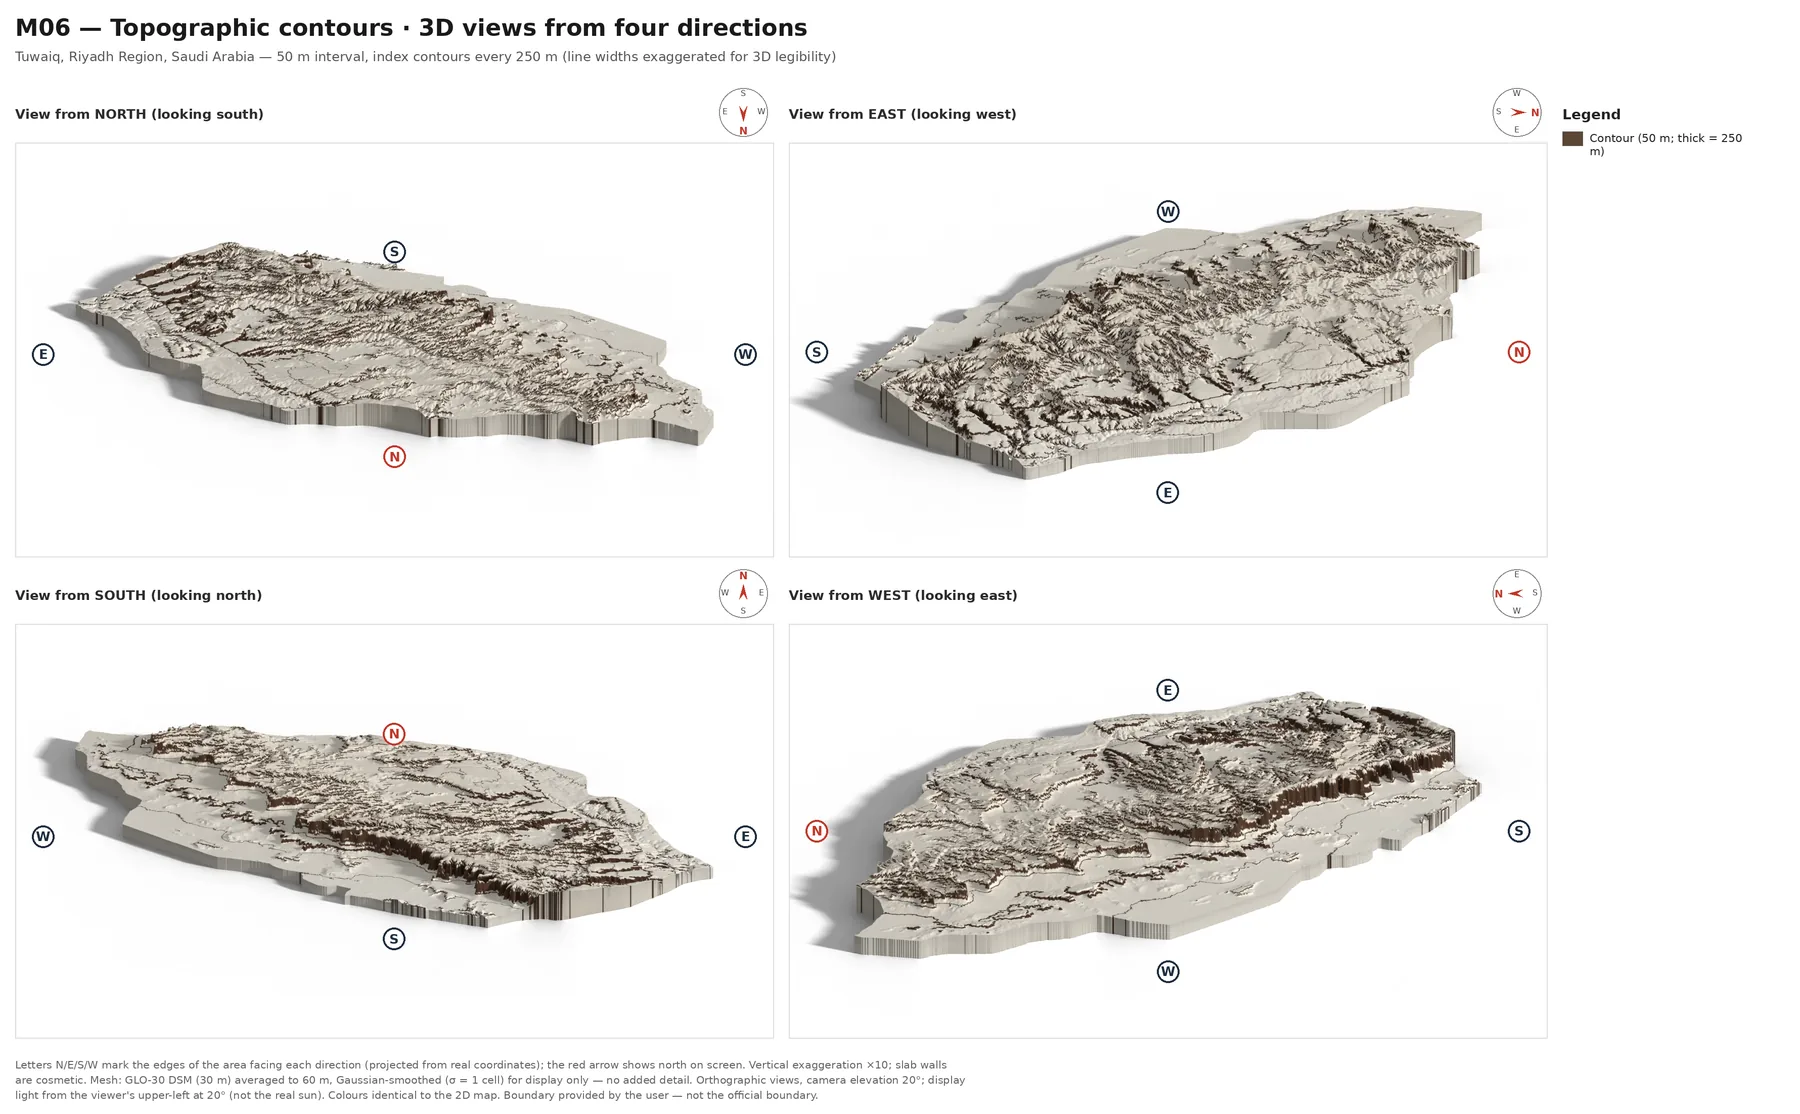 M06 — Topographic contours · 3D views from four directions
Tuwaiq, Riyadh Region, Saudi Arabia — 50 m interval, index contours every 250 m (line widths exaggerated for 3D legibility)
View from NORTH (looking south)
S
E
W
N
View from EAST (looking west)
W
S
N
E
Legend
Contour (50 m; thick = 250
m)
S
E
W
N
W
S
N
E
View from SOUTH (looking north)
N
W
E
S
View from WEST (looking east)
E
N
S
W
N
W
E
S
E
N
S
W
Letters N/E/S/W mark the edges of the area facing each direction (projected from real coordinates); the red arrow shows north on screen. Vertical exaggeration ×10; slab walls
are cosmetic. Mesh: GLO-30 DSM (30 m) averaged to 60 m, Gaussian-smoothed (σ = 1 cell) for display only — no added detail. Orthographic views, camera elevation 20°; display
light from the viewer's upper-left at 20° (not the real sun). Colours identical to the 2D map. Boundary provided by the user — not the official boundary.